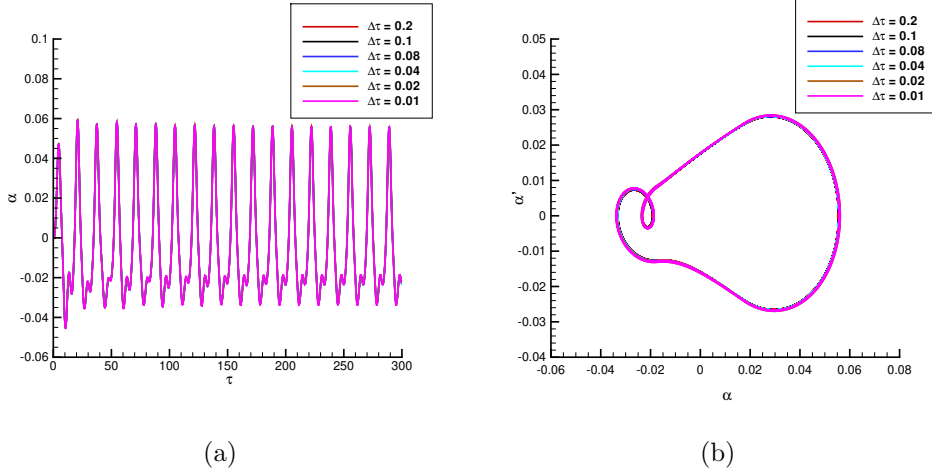 Δτ = 0.2
Δτ = 0.1
Δτ = 0.08
Δτ = 0.04
Δτ = 0.02
Δτ = 0.01
0.1
0.08
0.06
0.04
0.02
0
-0.02
-0.04
-0.06
α
0 50 100 150 200 250 300
τ
(a)
Δτ = 0.2
Δτ = 0.1
Δτ = 0.08
Δτ = 0.04
Δτ = 0.02
Δτ = 0.01
0.05
0.04
0.03
0.02
0.01
0
-0.01
-0.02
-0.03
-0.04
α'
-0.06 -0.04 -0.02 0 0.02 0.04 0.06 0.08
α
(b)